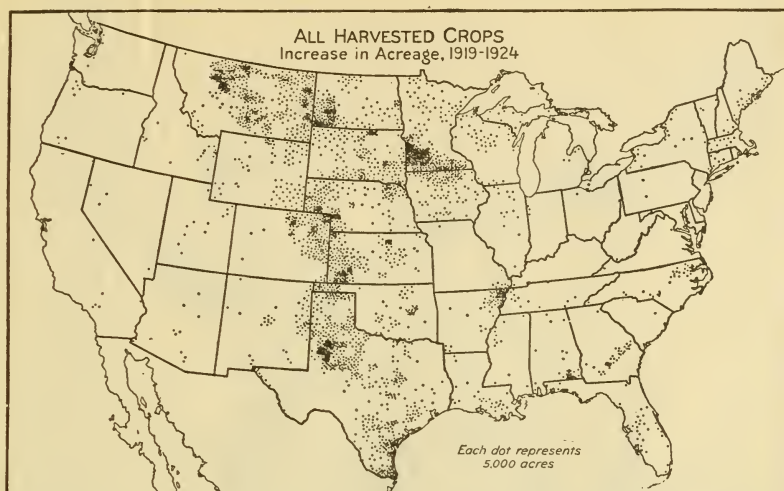 ALL HARVESTED CROPS
Increase in Acreage, 1919-1924
Each dot represents
5,000 acres